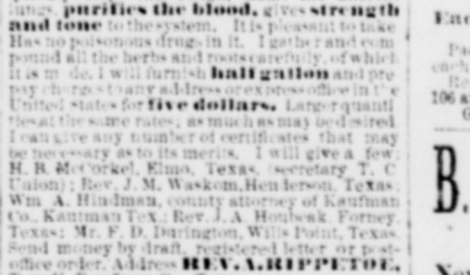 lungs, purifies the blood, gives strength
and tone to the system. It is pleasant to take
Has no poisonous drugs in it. I gather and com
pound all the herbs and roots carefully, of which
it is m de. I will furnish half gallon and pre
pay charges to any address or express office in t e
United states for five dollars. Larger quanti
ties at the same rates; as much as may be desired
I can give any number of certificates that may
be necessary as to its merits. I will give a few:
H. B. McCorkel, Elmo, Texas, (secretary T. C
Union); Rev. J. M. Waskom, Henderson, Texas;
Wm A. Hindman, county attorney of Kaufman
Co., Kaufman Tex.; Rev. J. A. Houbeak, Forney,
Texas; Mr. F. D. Durington, Wills Point, Texas.
Send money by draft, registered letter or post-
office order. Address REV. A. RIPPETOE.
106 a
B.